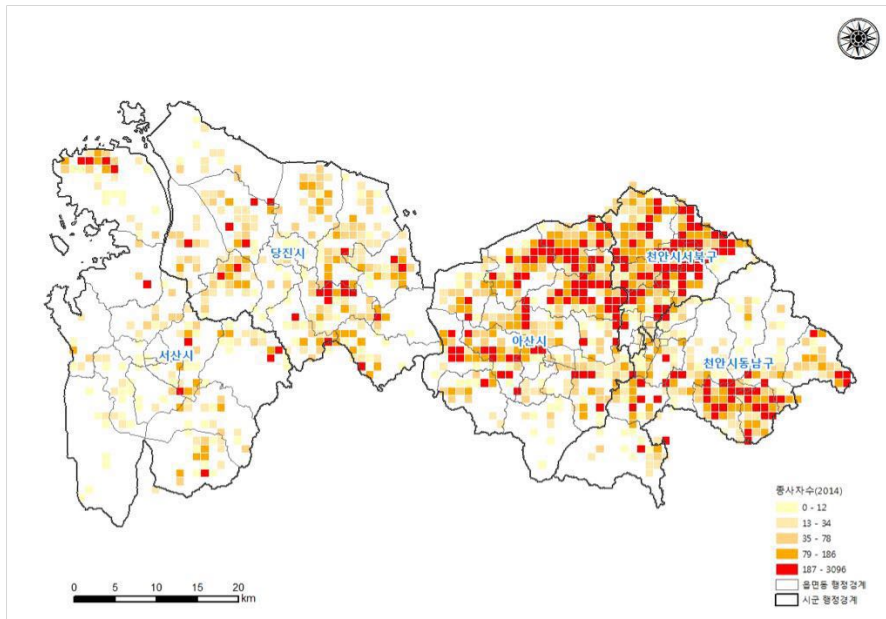 당진시
천안시서북구
아산시
서산시
천안시동남구
종사자수(2014)
0 - 12
13 - 34
35 - 78
79 - 186
187 - 3096
읍면동 행정경계
시군 행정경계
0 5 10 15 20
km